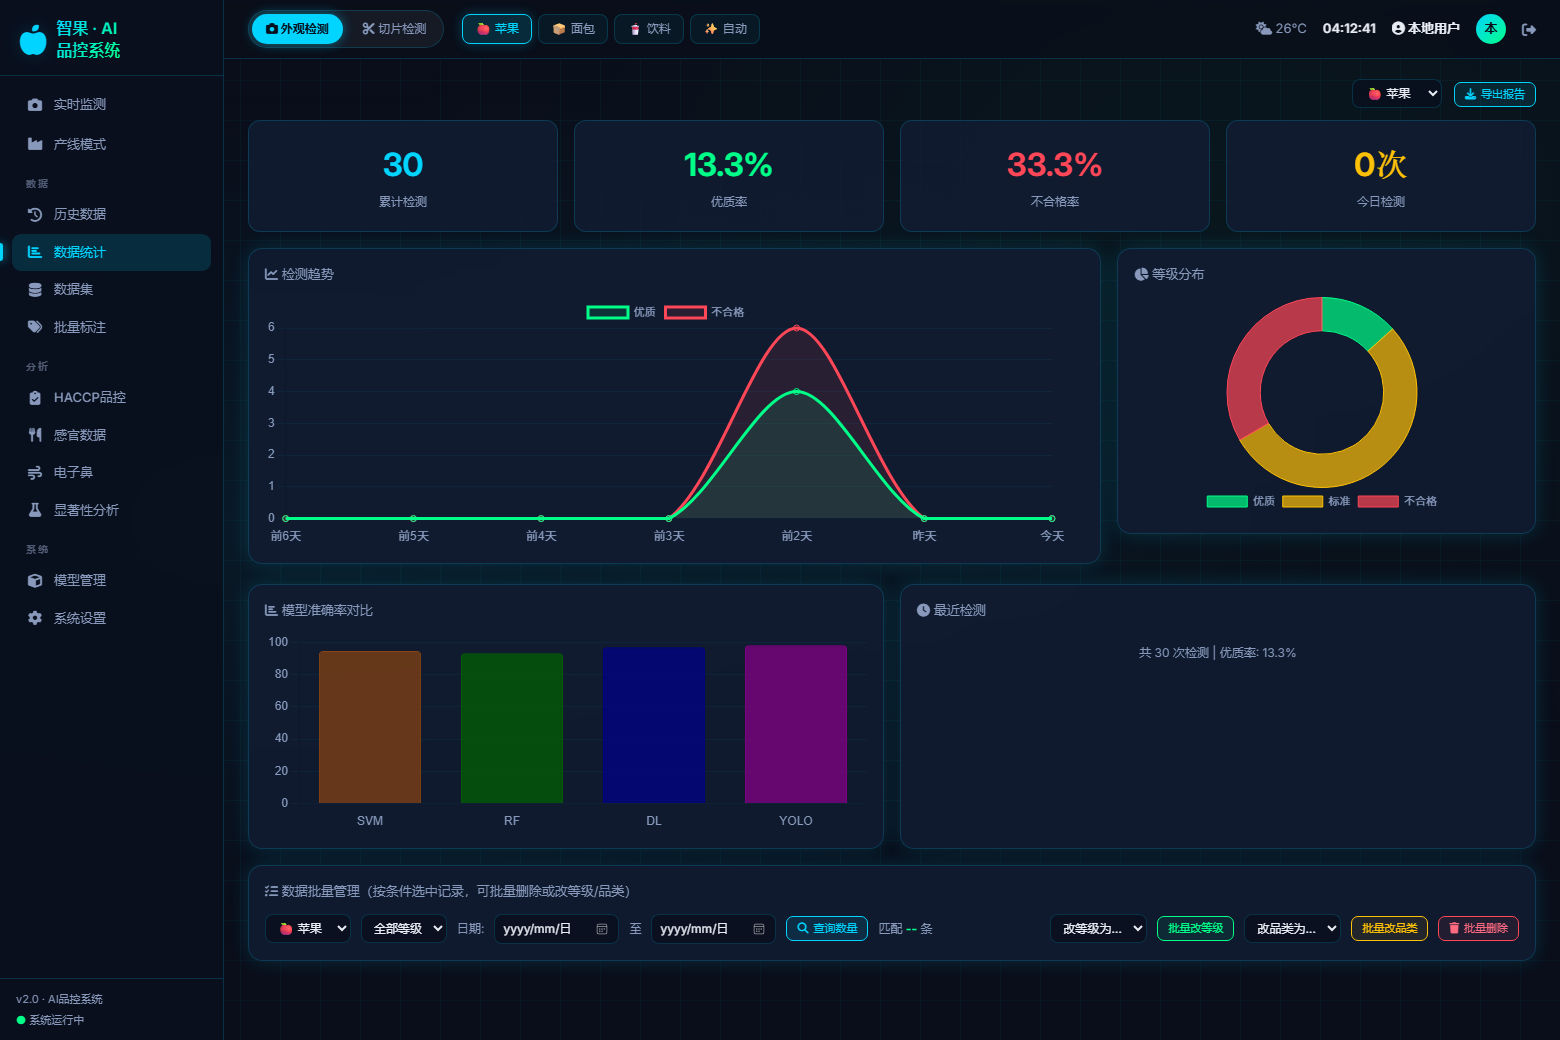 智果 · AI
品控系统
实时监测
产线模式
数据
历史数据
数据统计
数据集
批量标注
分析
HACCP品控
感官数据
电子鼻
显著性分析
系统
模型管理
系统设置
v2.0 · AI品控系统
系统运行中
外观检测 切片检测 苹果 面包 饮料 自动
26°C 04:12:41 本地用户 本
苹果 导出报告
30
累计检测
13.3%
优质率
33.3%
不合格率
0次
今日检测
检测趋势
优质 不合格
6
5
4
3
2
1
0
前6天 前5天 前4天 前3天 前2天 昨天 今天
等级分布
优质 标准 不合格
模型准确率对比
100
80
60
40
20
0
SVM RF DL YOLO
最近检测
共 30 次检测 | 优质率: 13.3%
数据批量管理（按条件选中记录，可批量删除或改等级/品类）
苹果 全部等级 日期: yyyy/mm/日 至 yyyy/mm/日 查询数量 匹配 -- 条 改等级为... 批量改等级 改品类为... 批量改品类 批量删除